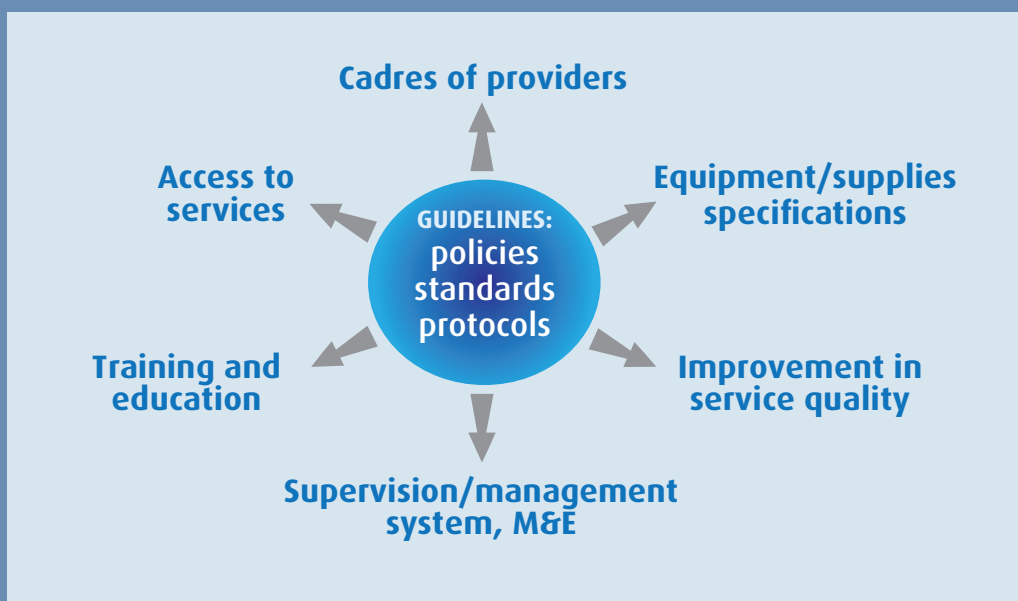 Cadres of providers
Access to
services
Equipment/supplies
specifications
GUIDELINES:
policies
standards
protocols
Training and
education
Improvement in
service quality
Supervision/management
system, M&E